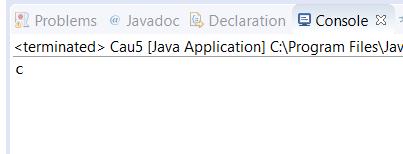 Problems @ Javadoc Declaration Console
<terminated> Cau5 [Java Application] C:\Program Files\Jav
c